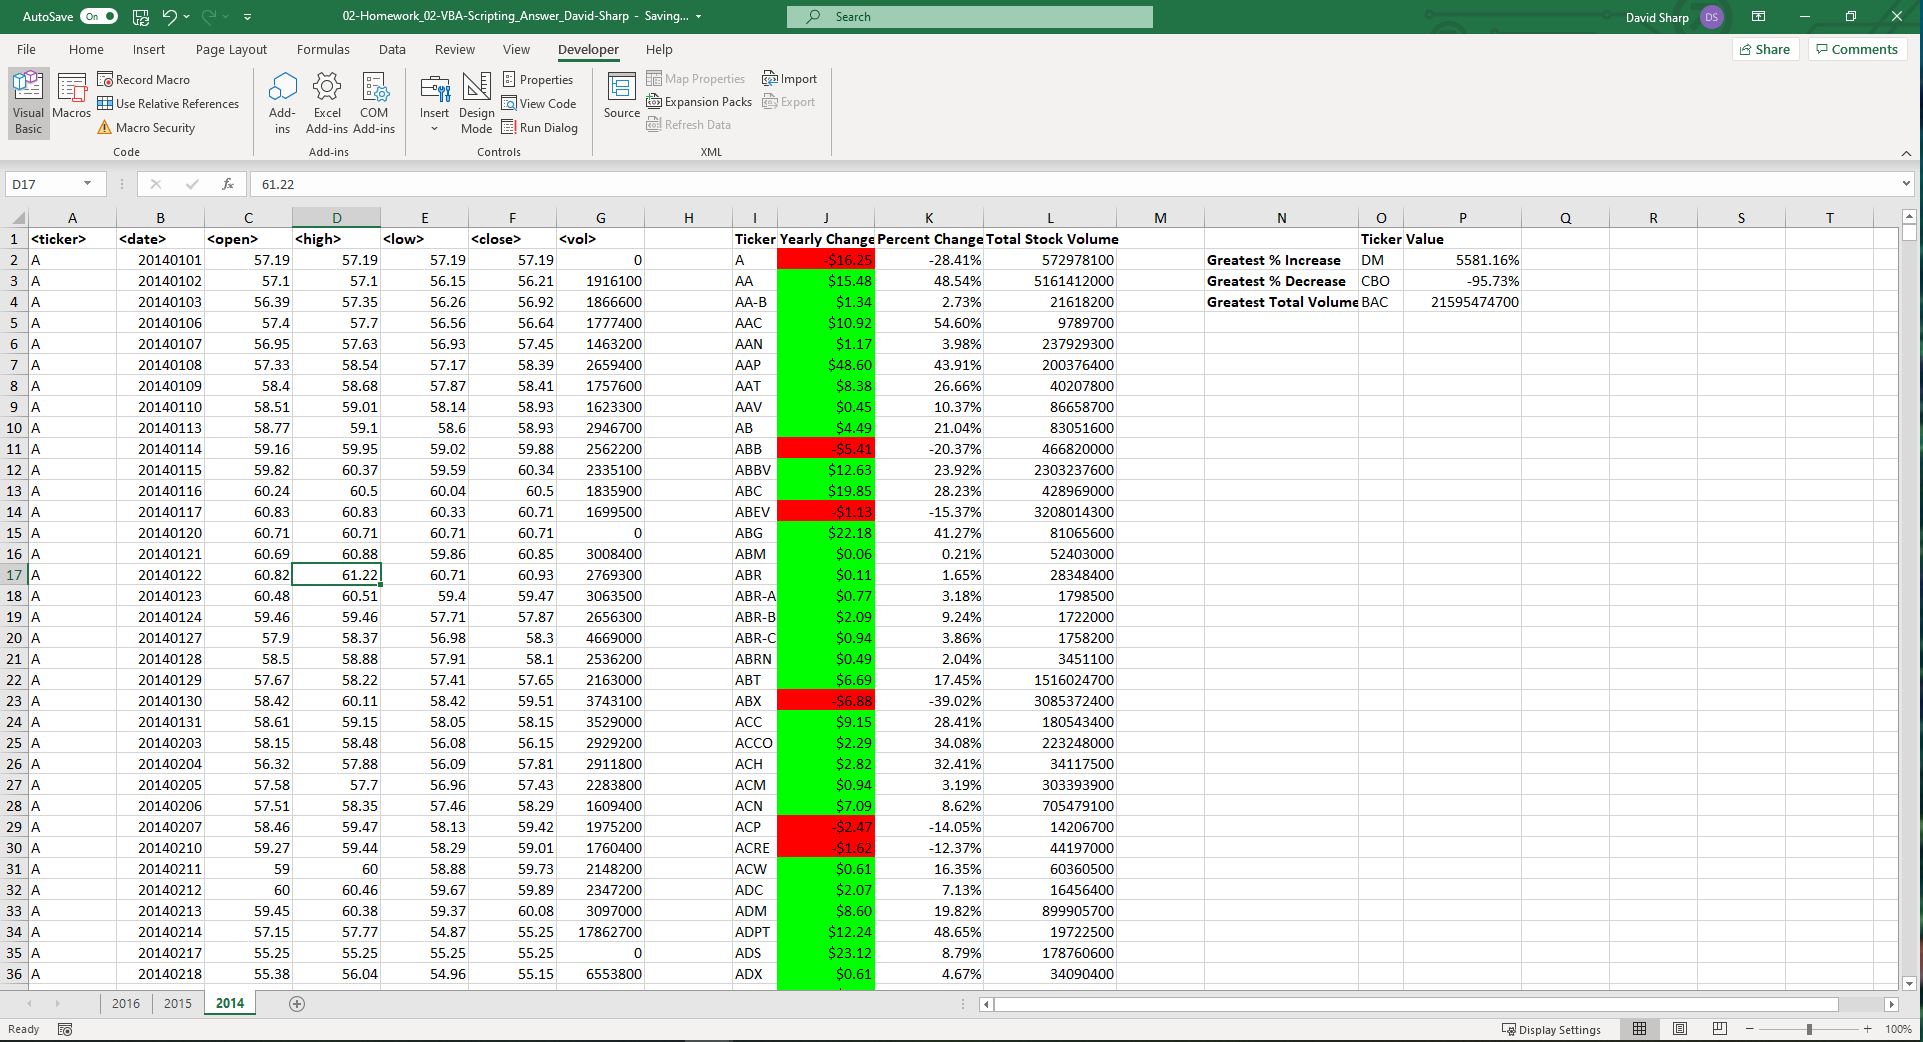 AutoSave On 02-Homework_02-VBA-Scripting_Answer_David-Sharp - Saving... Search David Sharp DS
File Home Insert Page Layout Formulas Data Review View Developer Help Share Comments
Visual Basic Macros Record Macro Use Relative References Macro Security Code
Add-ins Excel Add-ins COM Add-ins Add-ins
Insert Design Mode Properties View Code Run Dialog Controls
Source Map Properties Expansion Packs Refresh Data Import Export XML
D17 fx 61.22
A B C D E F G H I J K L M N O P Q R S T
1 <ticker> <date> <open> <high> <low> <close> <vol> Ticker Yearly Change Percent Change Total Stock Volume Ticker Value
2 A 20140101 57.19 57.19 57.19 57.19 0 A -$16.25 -28.41% 572978100 Greatest % Increase DM 5581.16%
3 A 20140102 57.1 57.1 56.15 56.21 1916100 AA $15.48 48.54% 5161412000 Greatest % Decrease CBO -95.73%
4 A 20140103 56.39 57.35 56.26 56.92 1866600 AA-B $1.34 2.73% 21618200 Greatest Total Volume BAC 21595474700
5 A 20140106 57.4 57.7 56.56 56.64 1777400 AAC $10.92 54.60% 9789700
6 A 20140107 56.95 57.63 56.93 57.45 1463200 AAN $1.17 3.98% 237929300
7 A 20140108 57.33 58.54 57.17 58.39 2659400 AAP $48.60 43.91% 200376400
8 A 20140109 58.4 58.68 57.87 58.41 1757600 AAT $8.38 26.66% 40207800
9 A 20140110 58.51 59.01 58.14 58.93 1623300 AAV $0.45 10.37% 86658700
10 A 20140113 58.77 59.1 58.6 58.93 2946700 AB $4.49 21.04% 83051600
11 A 20140114 59.16 59.95 59.02 59.88 2562200 ABB -$5.41 -20.37% 466820000
12 A 20140115 59.82 60.37 59.59 60.34 2335100 ABBV $12.63 23.92% 2303237600
13 A 20140116 60.24 60.5 60.04 60.5 1835900 ABC $19.85 28.23% 428969000
14 A 20140117 60.83 60.83 60.33 60.71 1699500 ABEV -$1.13 -15.37% 3208014300
15 A 20140120 60.71 60.71 60.71 60.71 0 ABG $22.18 41.27% 81065600
16 A 20140121 60.69 60.88 59.86 60.85 3008400 ABM $0.06 0.21% 52403000
17 A 20140122 60.82 61.22 60.71 60.93 2769300 ABR $0.11 1.65% 28348400
18 A 20140123 60.48 60.51 59.4 59.47 3063500 ABR-A $0.77 3.18% 1798500
19 A 20140124 59.46 59.46 57.71 57.87 2656300 ABR-B $2.09 9.24% 1722000
20 A 20140127 57.9 58.37 56.98 58.3 4669000 ABR-C $0.94 3.86% 1758200
21 A 20140128 58.5 58.88 57.91 58.1 2536200 ABRN $0.49 2.04% 3451100
22 A 20140129 57.67 58.22 57.41 57.65 2163000 ABT $6.69 17.45% 1516024700
23 A 20140130 58.42 60.11 58.42 59.51 3743100 ABX -$6.88 -39.02% 3085372400
24 A 20140131 58.61 59.15 58.05 58.15 3529000 ACC $9.15 28.41% 180543400
25 A 20140203 58.15 58.48 56.08 56.15 2929200 ACCO $2.29 34.08% 223248000
26 A 20140204 56.32 57.88 56.09 57.81 2911800 ACH $2.82 32.41% 34117500
27 A 20140205 57.58 57.7 56.96 57.43 2283800 ACM $0.94 3.19% 303393900
28 A 20140206 57.51 58.35 57.46 58.29 1609400 ACN $7.09 8.62% 705479100
29 A 20140207 58.46 59.47 58.13 59.42 1975200 ACP -$2.47 -14.05% 14206700
30 A 20140210 59.27 59.44 58.29 59.01 1760400 ACRE -$1.62 -12.37% 44197000
31 A 20140211 59 60 58.88 59.73 2148200 ACW $0.61 16.35% 60360500
32 A 20140212 60 60.46 59.67 59.89 2347200 ADC $2.07 7.13% 16456400
33 A 20140213 59.45 60.38 59.37 60.08 3097000 ADM $8.60 19.82% 899905700
34 A 20140214 57.15 57.77 54.87 55.25 17862700 ADPT $12.24 48.65% 19722500
35 A 20140217 55.25 55.25 55.25 55.25 0 ADS $23.12 8.79% 178760600
36 A 20140218 55.38 56.04 54.96 55.15 6553800 ADX $0.61 4.67% 34090400
2016 2015 2014
Ready Display Settings 100%